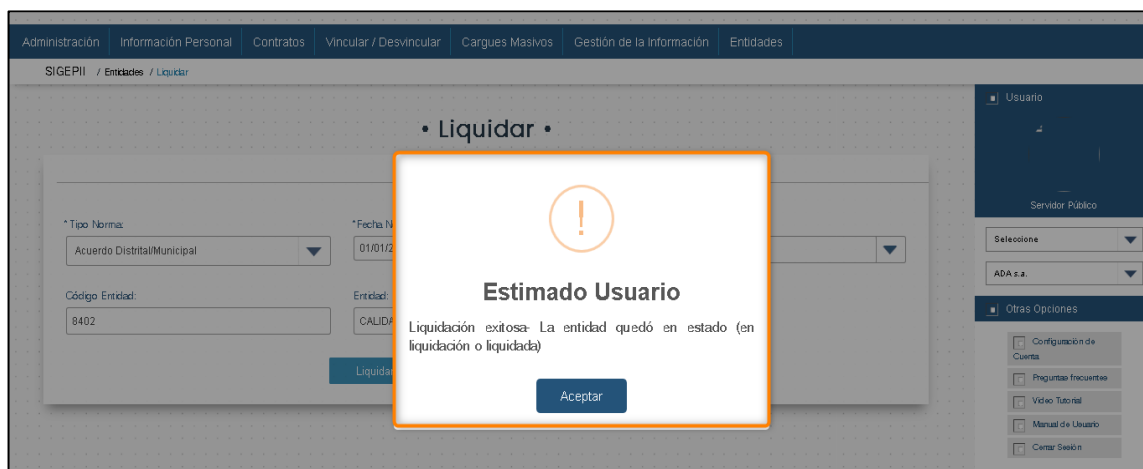 Administración Información Personal Contratos Vincular / Desvincular Cargues Masivos Gestión de la Información Entidades
SIGEPII / Entidades / Liquidar
Usuario
• Liquidar •
Servidor Público
*Tipo Norma:
*Fecha N
Acuerdo Distrital/Municipal
01/01/2
Seleccione
ADA s.a.
Código Entidad:
Entidad:
8402
CALIDA
Liquidar
Estimado Usuario
Liquidación exitosa- La entidad quedó en estado (en
liquidación o liquidada)
Aceptar
Otras Opciones
Configuración de
Cuenta
Preguntas frecuentes
Video Tutorial
Manual de Usuario
Cerrar Sesión